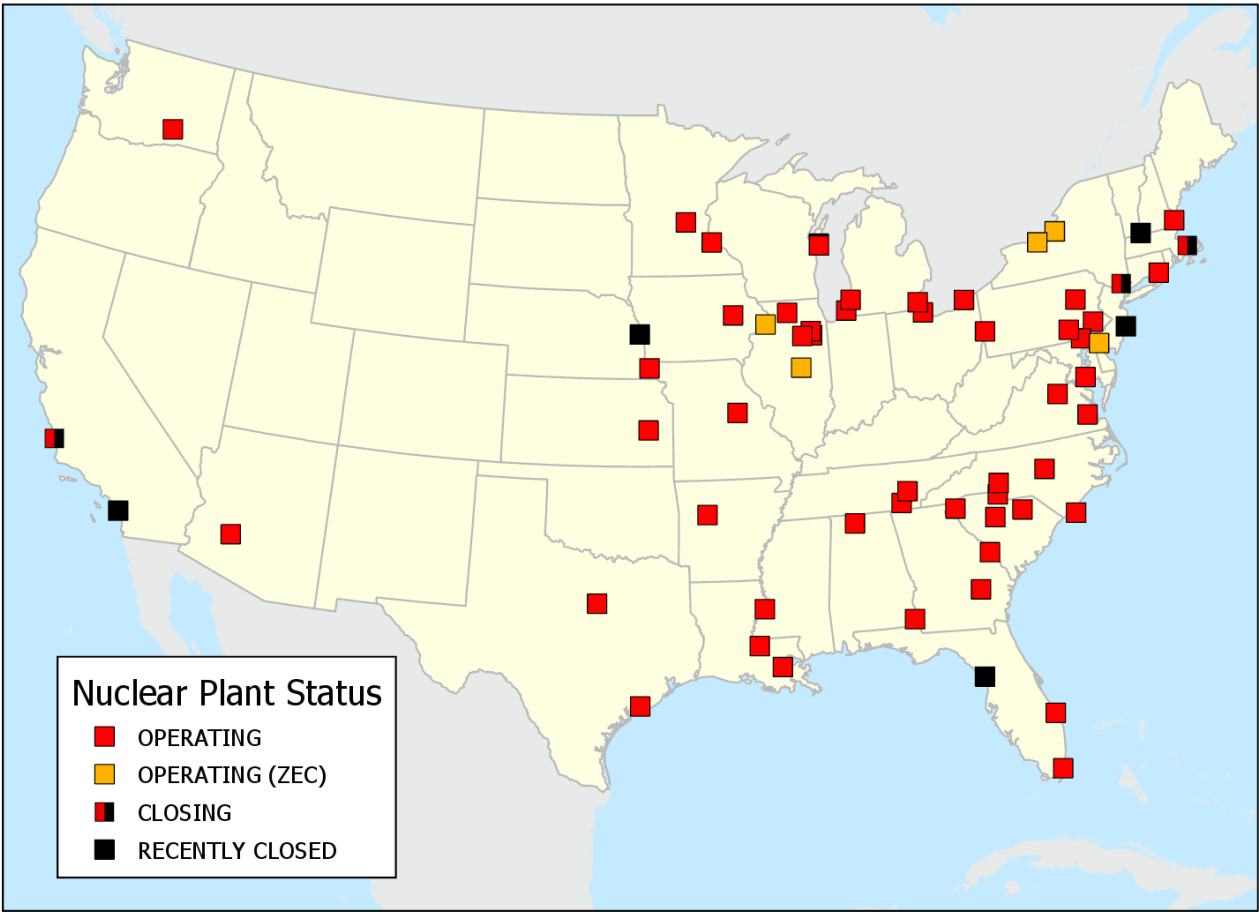 Nuclear Plant Status
OPERATING
OPERATING (ZEC)
CLOSING
RECENTLY CLOSED